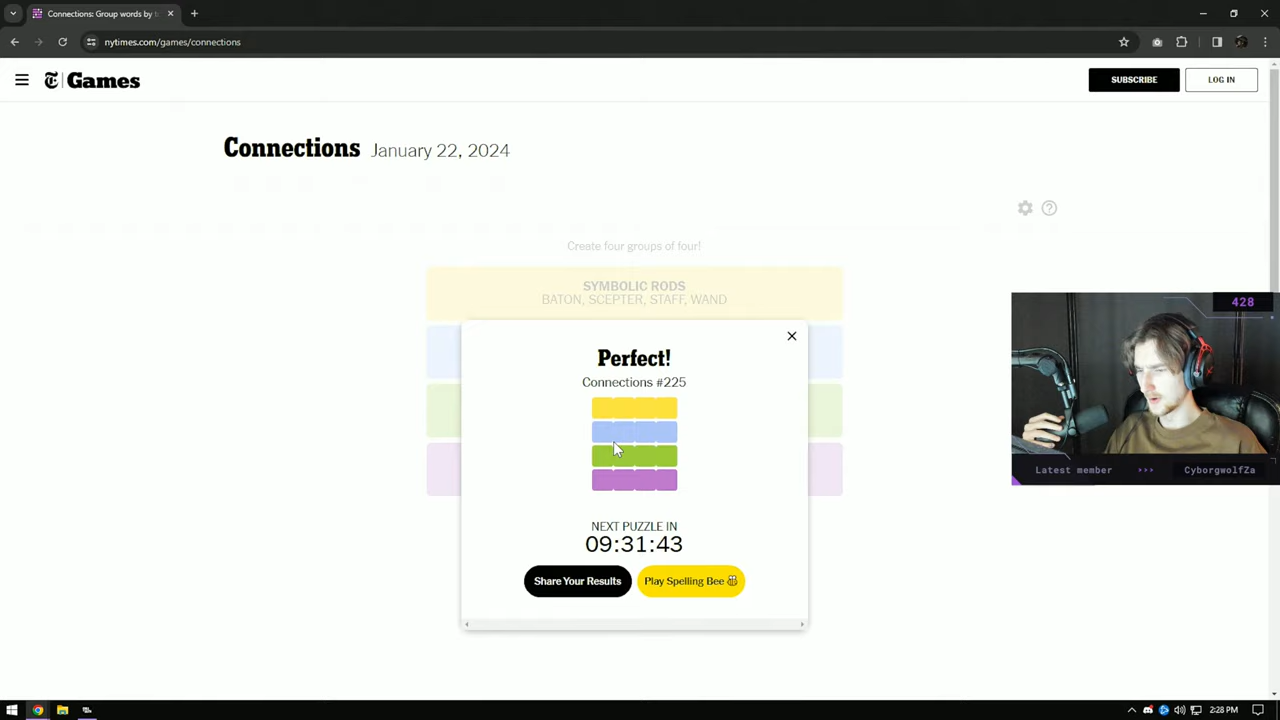 Connections: Group words by t
nytimes.com/games/connections
Games
SUBSCRIBE
LOG IN
Connections January 22, 2024
Create four groups of four!
SYMBOLIC RODS
BATON, SCEPTER, STAFF, WAND
Perfect!
Connections #225
NEXT PUZZLE IN
09:31:43
Share Your Results
Play Spelling Bee
428
Latest member >>> CyborgwolfZa
2:28 PM